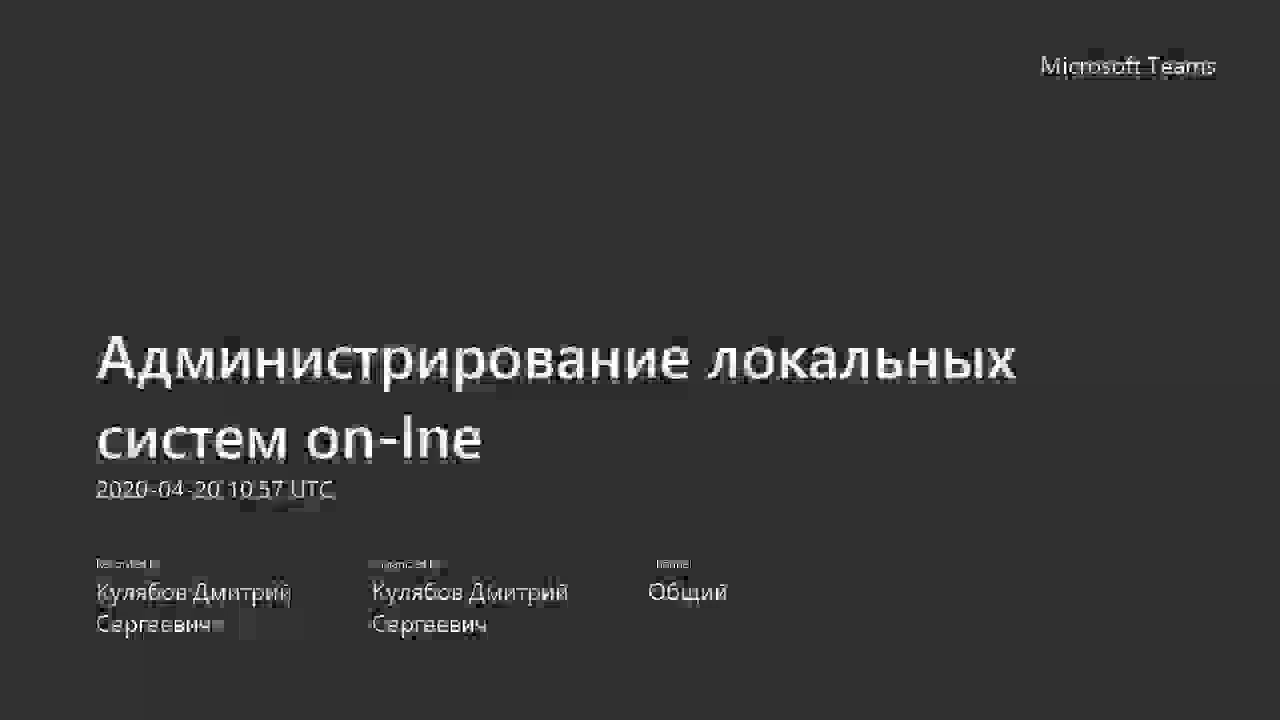 Microsoft Teams
Администрирование локальных
систем on-lne
2020-04-20 10:57 UTC
Кулябов Дмитрий
Сергеевич
Кулябов Дмитрий
Сергеевич
Общий